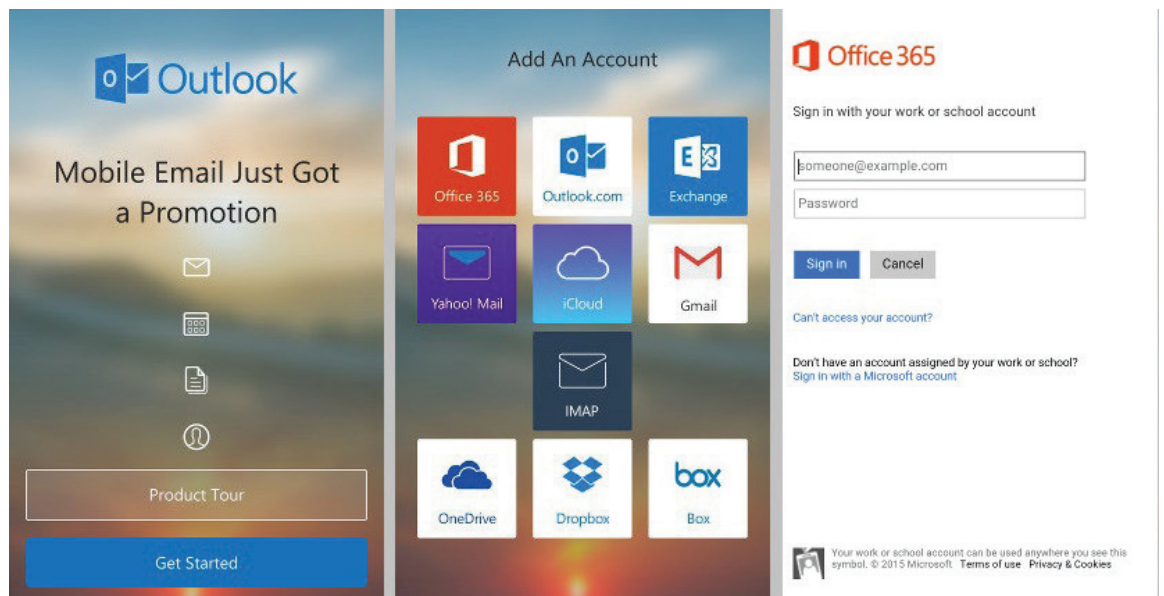 Outlook
Mobile Email Just Got
a Promotion
Product Tour
Get Started
Add An Account
Office 365
Outlook.com
Exchange
Yahoo! Mail
iCloud
Gmail
IMAP
OneDrive
Dropbox
box
Box
Office 365
Sign in with your work or school account
someone@example.com
Password
Sign in
Cancel
Can't access your account?
Don't have an account assigned by your work or school?
Sign in with a Microsoft account
Your work or school account can be used anywhere you see this
symbol. © 2015 Microsoft Terms of use Privacy & Cookies